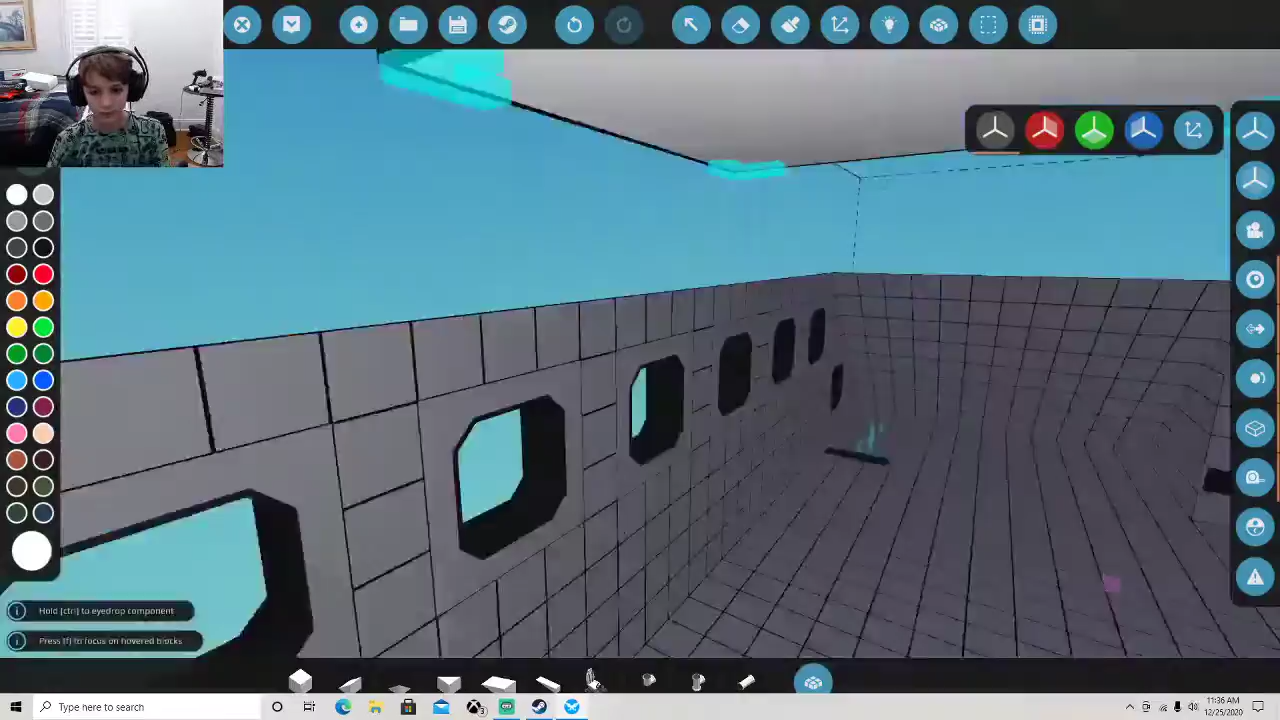 Hold [ctrl] to eyedrop component
Press [f] to focus on hovered blocks
Type here to search
11:36 AM
12/25/2020